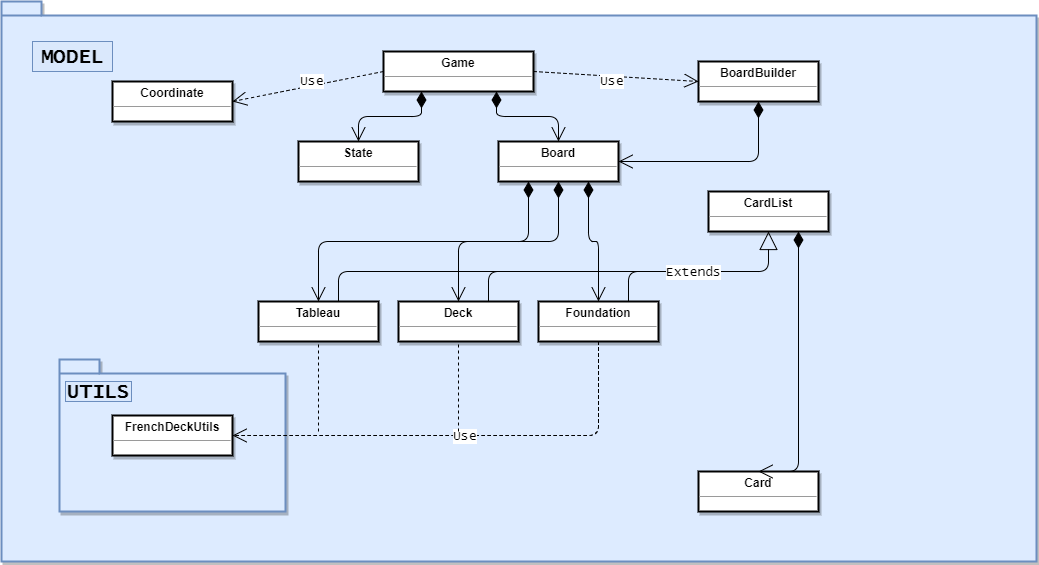 MODEL
Game
BoardBuilder
Coordinate
Use
Use
State
Board
CardList
Extends
Tableau
Deck
Foundation
UTILS
FrenchDeckUtils
Use
Card